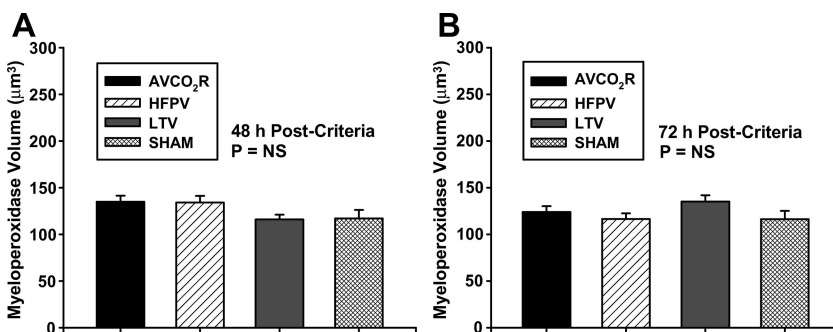 A
Myeloperoxidase Volume (µm³)
300
250
200
150
100
50
0
AVCO₂R
HFPV
LTV
SHAM
48 h Post-Criteria
P = NS
B
Myeloperoxidase Volume (µm³)
300
250
200
150
100
50
0
AVCO₂R
HFPV
LTV
SHAM
72 h Post-Criteria
P = NS